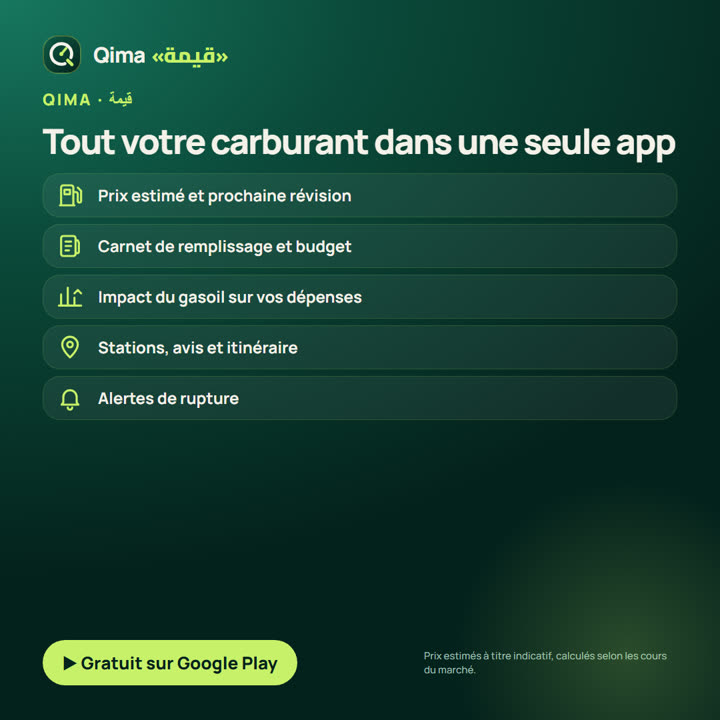 Qima «قيمة»
QIMA · قيمة
Tout votre carburant dans une seule app
Prix estimé et prochaine révision
Carnet de remplissage et budget
Impact du gasoil sur vos dépenses
Stations, avis et itinéraire
Alertes de rupture
▶ Gratuit sur Google Play
Prix estimés à titre indicatif, calculés selon les cours
du marché.